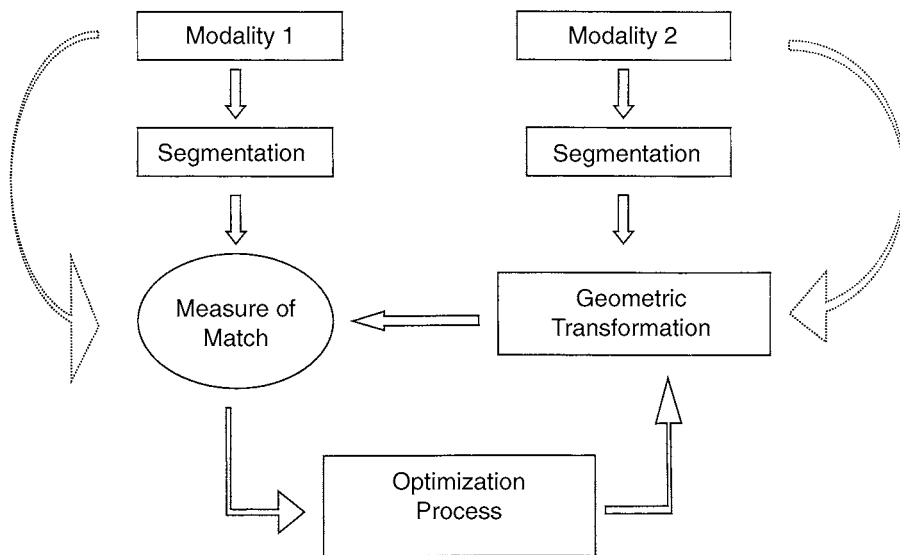 Modality 1
Modality 2
Segmentation
Segmentation
Measure of
Match
Geometric
Transformation
Optimization
Process